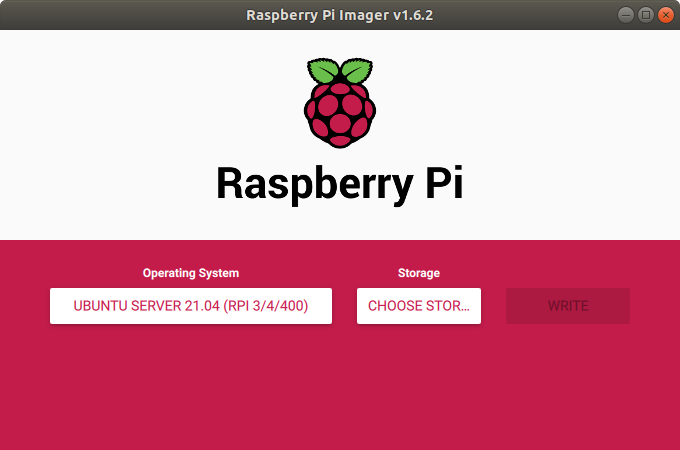 Raspberry Pi Imager v1.6.2
Raspberry Pi
Operating System
Storage
UBUNTU SERVER 21.04 (RPI 3/4/400)
CHOOSE STOR...
WRITE